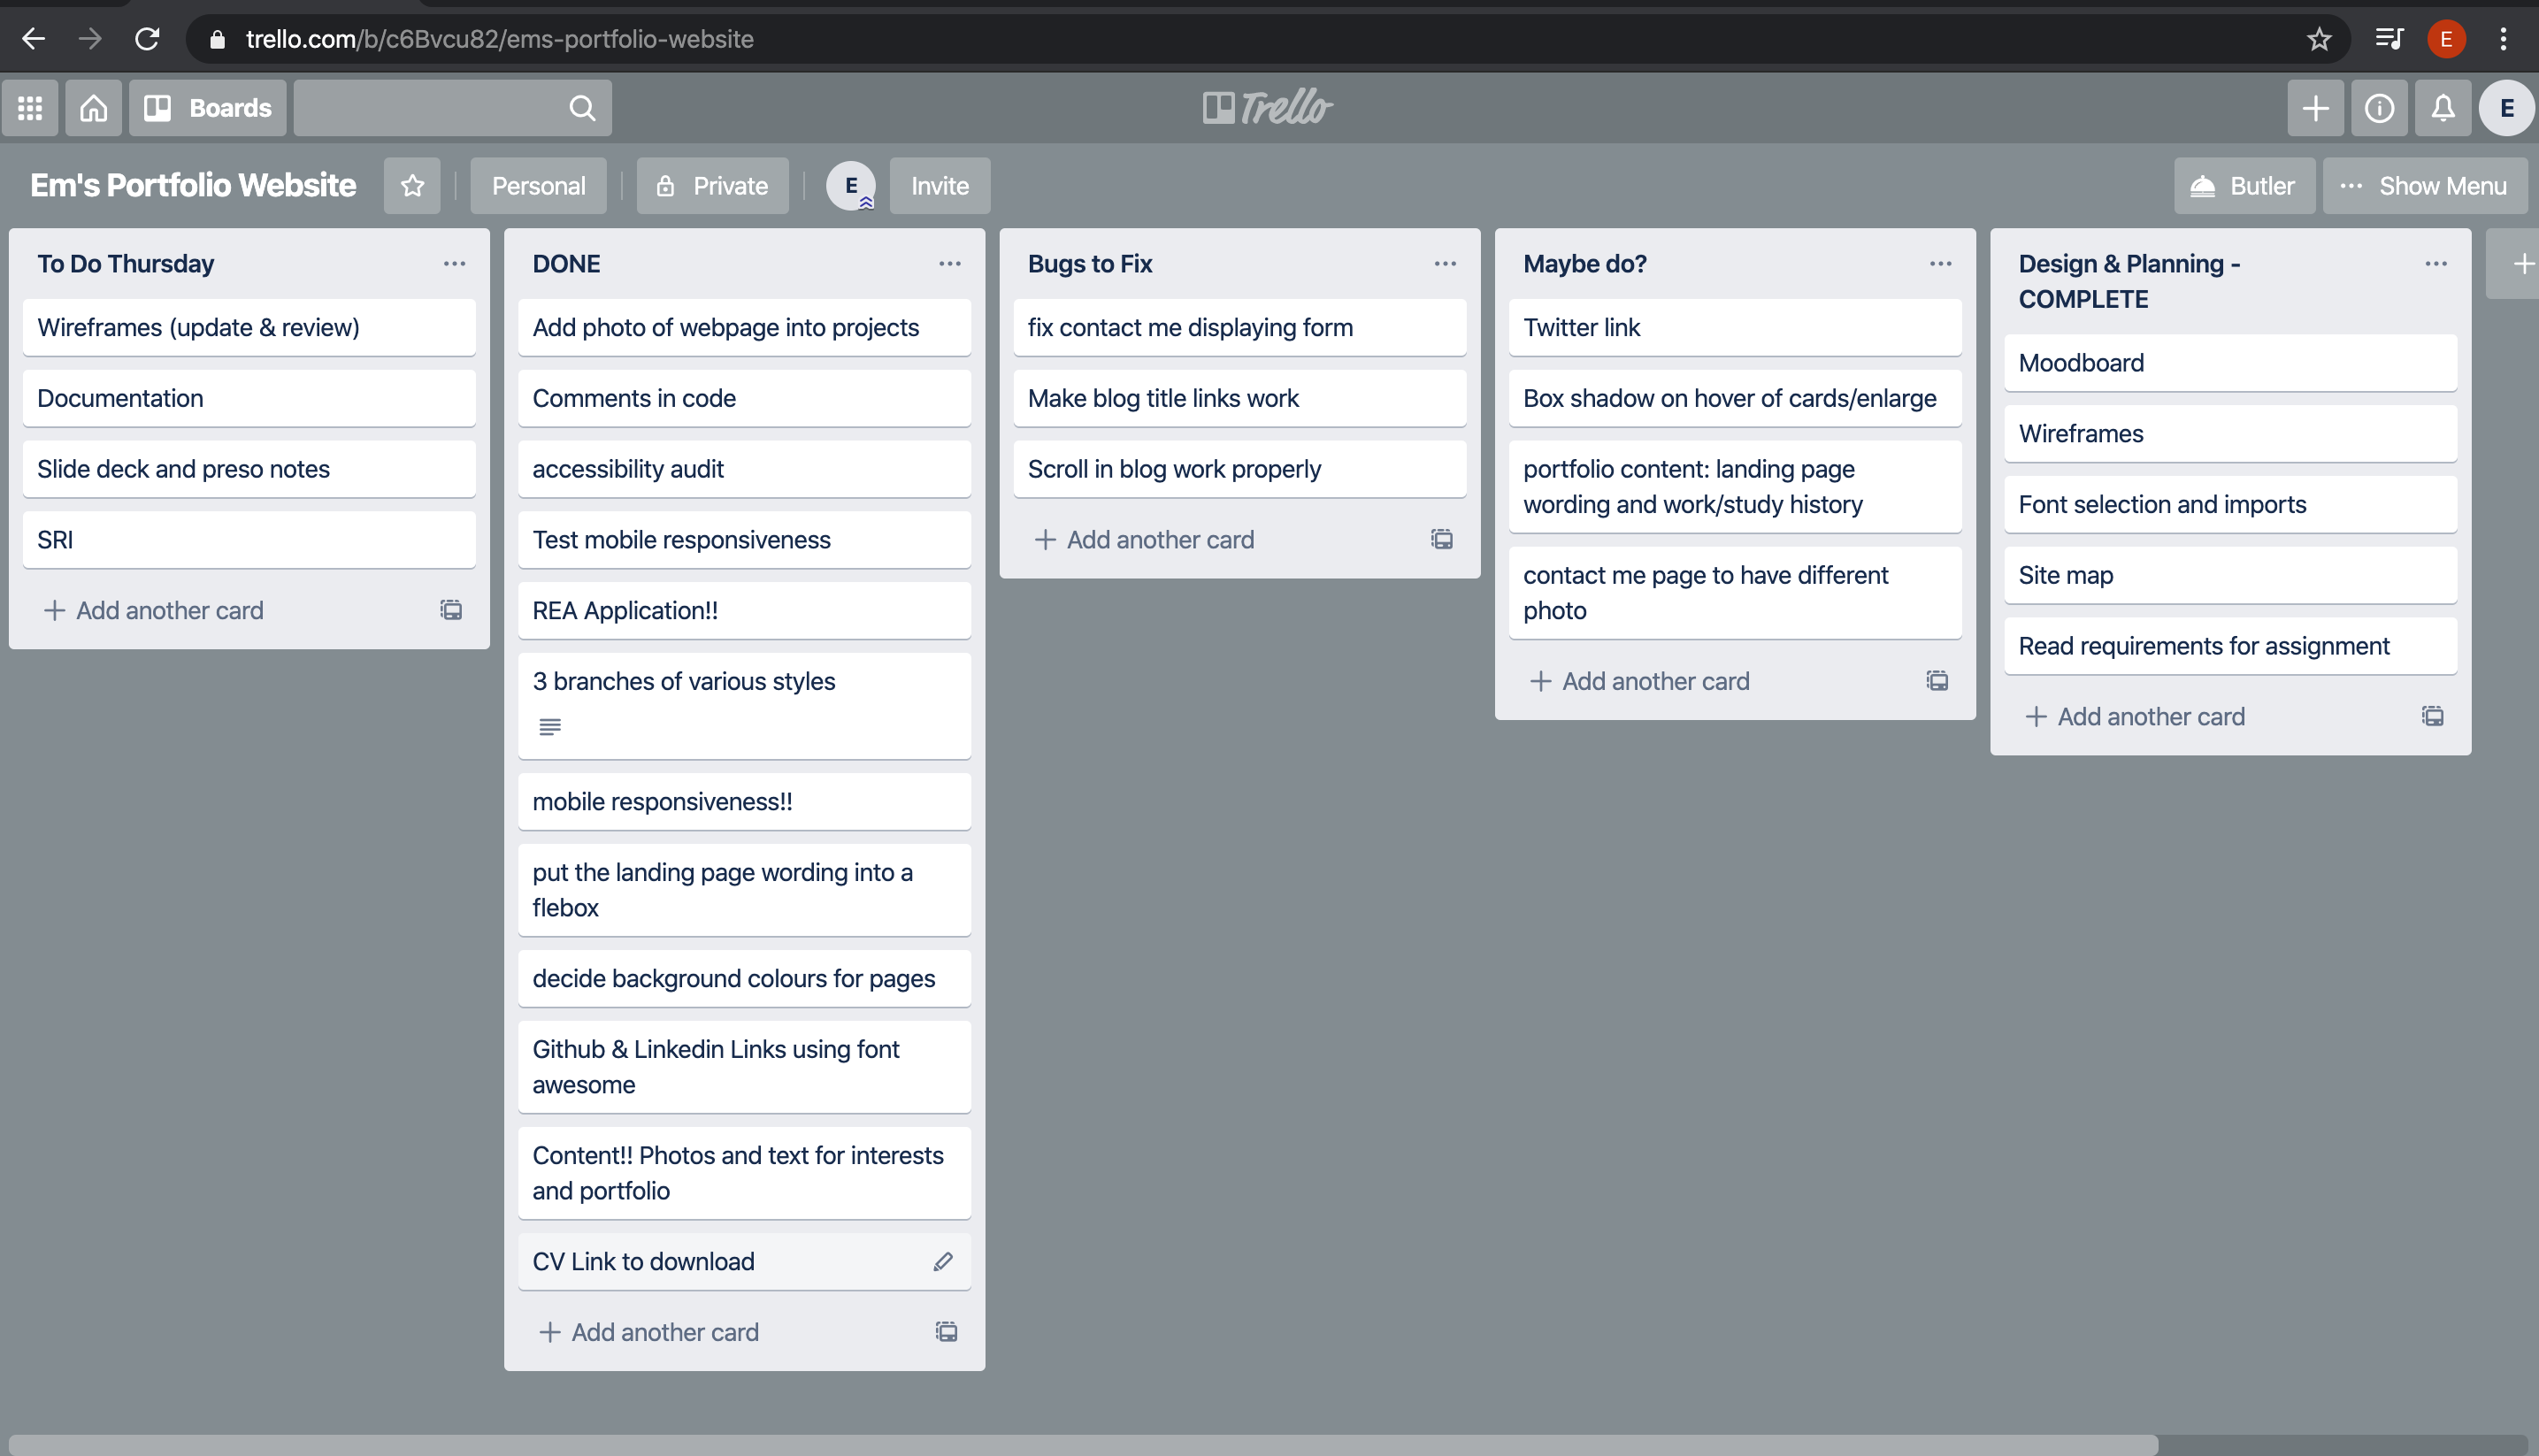 trello.com/b/c6Bvcu82/ems-portfolio-website
E
Boards
Trello
E
Em's Portfolio Website
Personal
Private
E
Invite
Butler
Show Menu
To Do Thursday
Wireframes (update & review)
Documentation
Slide deck and preso notes
SRI
Add another card
DONE
Add photo of webpage into projects
Comments in code
accessibility audit
Test mobile responsiveness
REA Application!!
3 branches of various styles
mobile responsiveness!!
put the landing page wording into a
flebox
decide background colours for pages
Github & Linkedin Links using font
awesome
Content!! Photos and text for interests
and portfolio
CV Link to download
Add another card
Bugs to Fix
fix contact me displaying form
Make blog title links work
Scroll in blog work properly
Add another card
Maybe do?
Twitter link
Box shadow on hover of cards/enlarge
portfolio content: landing page
wording and work/study history
contact me page to have different
photo
Add another card
Design & Planning -
COMPLETE
Moodboard
Wireframes
Font selection and imports
Site map
Read requirements for assignment
Add another card